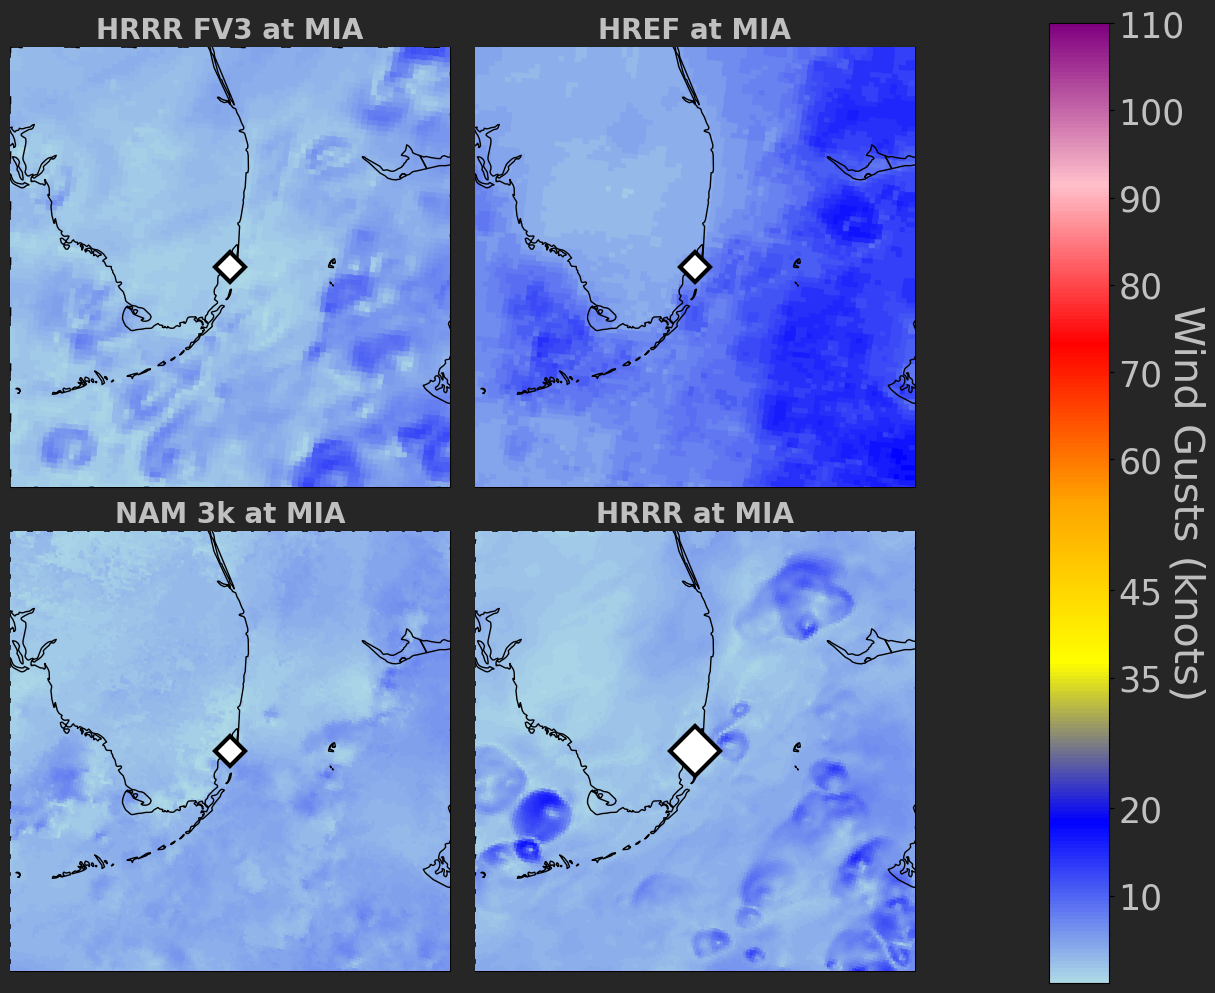 HRRR FV3 at MIA
HREF at MIA
NAM 3k at MIA
HRRR at MIA
110
100
90
80
70
60
45
35
20
10
Wind Gusts (knots)